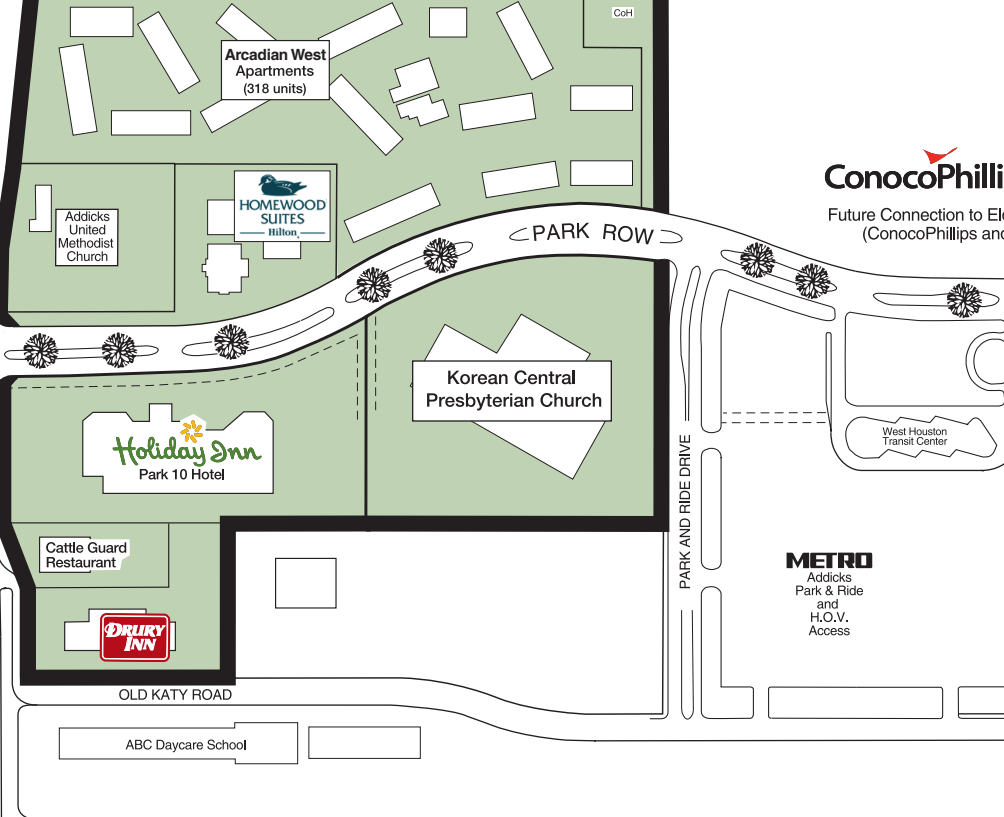 CoH
Arcadian West
Apartments
(318 units)
ConocoPhilli
Future Connection to El
(ConocoPhillips an
HOMEWOOD
SUITES
Hilton
Addicks
United
Methodist
Church
PARK ROW
Korean Central
Presbyterian Church
Holiday Inn
Park 10 Hotel
West Houston
Transit Center
PARK AND RIDE DRIVE
Cattle Guard
Restaurant
METRO
Addicks
Park & Ride
and
H.O.V.
Access
DRURY
INN
OLD KATY ROAD
ABC Daycare School